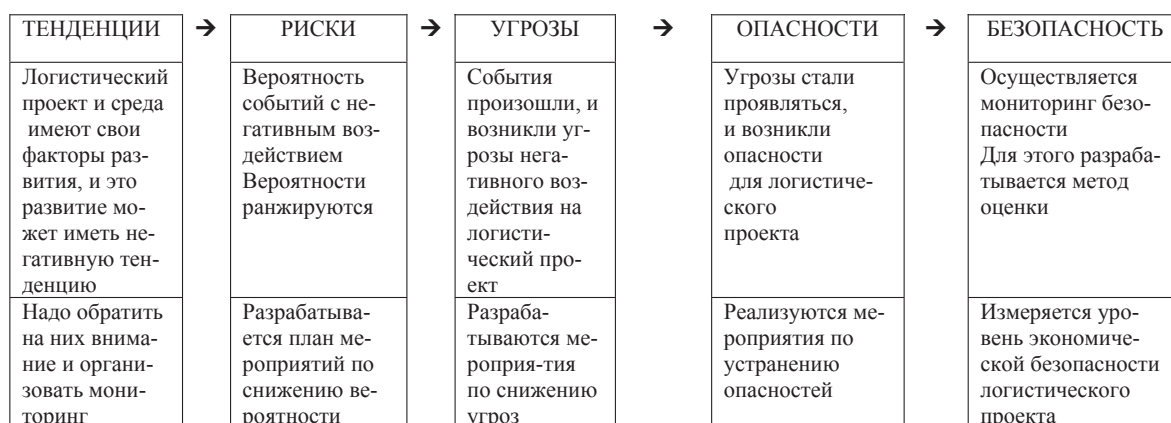 ТЕНДЕНЦИИ → РИСКИ → УГРОЗЫ → ОПАСНОСТИ → БЕЗОПАСНОСТЬ
Логистический
проект и среда
имеют свои
факторы раз-
вития, и это
развитие мо-
жет иметь не-
гативную тен-
денцию
Вероятность
событий с не-
гативным воз-
действием
Вероятности
ранжируются
События
произошли, и
возникли уг-
розы нега-
тивного воз-
действия на
логисти-
ческий про-
ект
Угрозы стали
проявляться,
и возникли
опасности
для логистиче-
ского
проекта
Осуществляется
мониторинг безо-
пасности
Для этого разраба-
тывается метод
оценки
Надо обратить
на них внима-
ние и органи-
зовать мони-
торинг
Разрабатыва-
ется план ме-
роприятий по
снижению ве-
роятности
Разраба-
тываются ме-
роприя-тия
по снижению
угроз
Реализуются ме-
роприятия по
устранению
опасностей
Измеряется уро-
вень экономиче-
ской безопасности
логистического
проекта